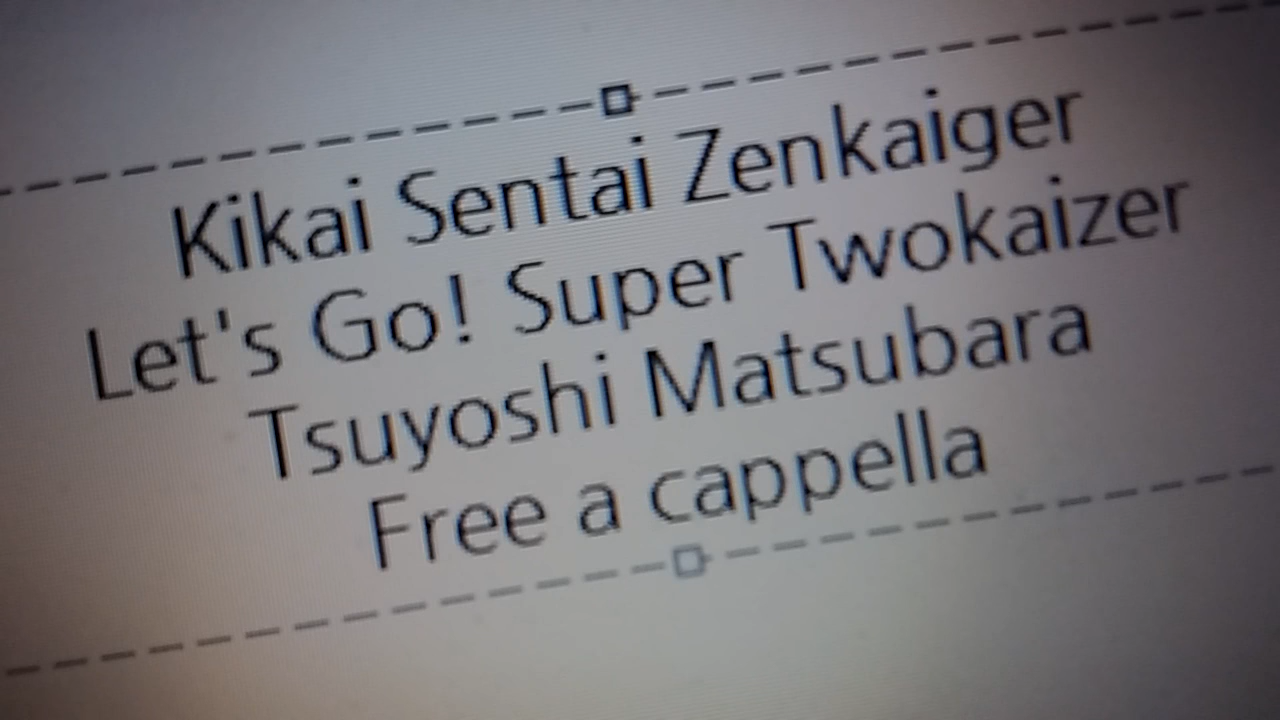 Kikai Sentai Zenkaiger
Let's Go! Super Twokaizer
Tsuyoshi Matsubara
Free a cappella